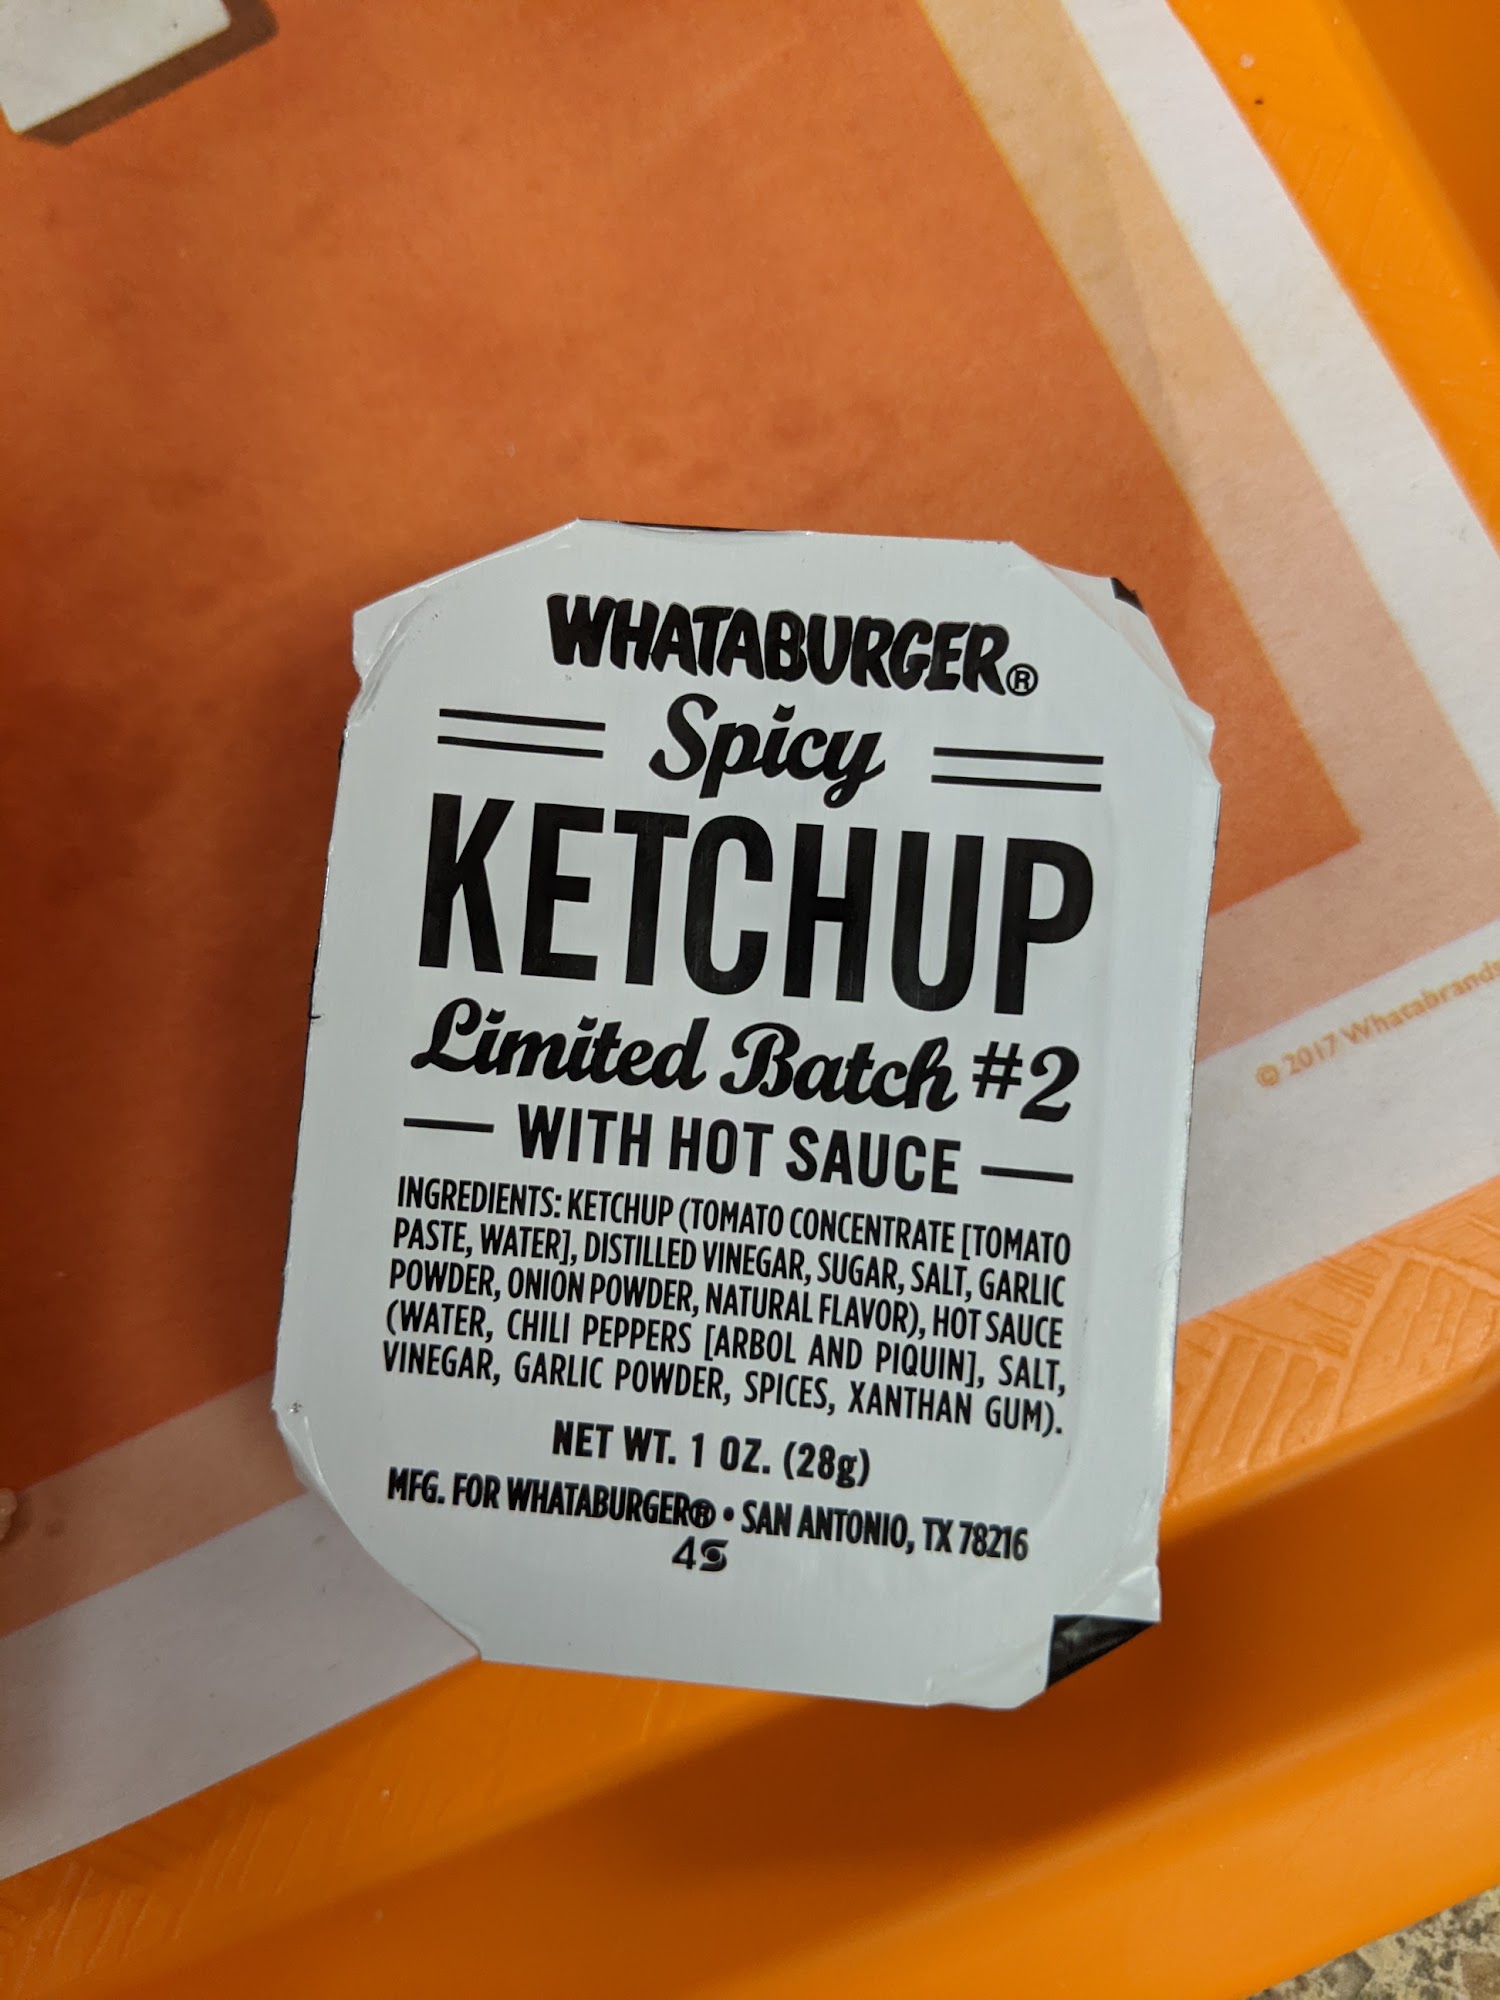 WHATABURGER®
Spicy
KETCHUP
Limited Batch #2
WITH HOT SAUCE
INGREDIENTS: KETCHUP (TOMATO CONCENTRATE [TOMATO
PASTE, WATER], DISTILLED VINEGAR, SUGAR, SALT, GARLIC
POWDER, ONION POWDER, NATURAL FLAVOR), HOT SAUCE
(WATER, CHILI PEPPERS [ARBOL AND PIQUIN], SALT,
VINEGAR, GARLIC POWDER, SPICES, XANTHAN GUM).
NET WT. 1 OZ. (28g)
MFG. FOR WHATABURGER® • SAN ANTONIO, TX 78216
4S
© 2017 Whatabrands